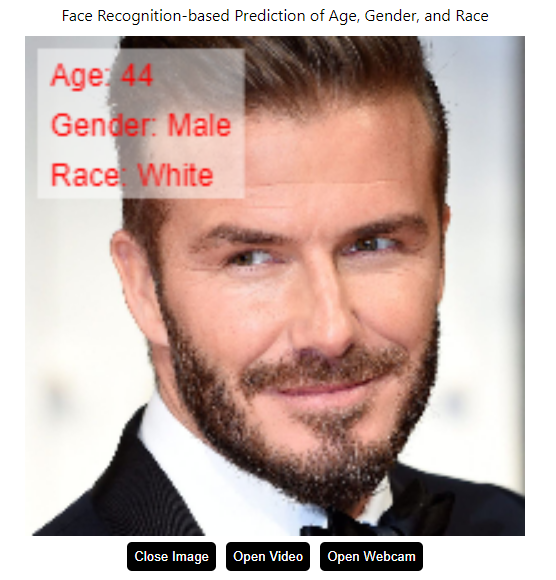 Face Recognition-based Prediction of Age, Gender, and Race
Age: 44
Gender: Male
Race: White
Close Image Open Video Open Webcam